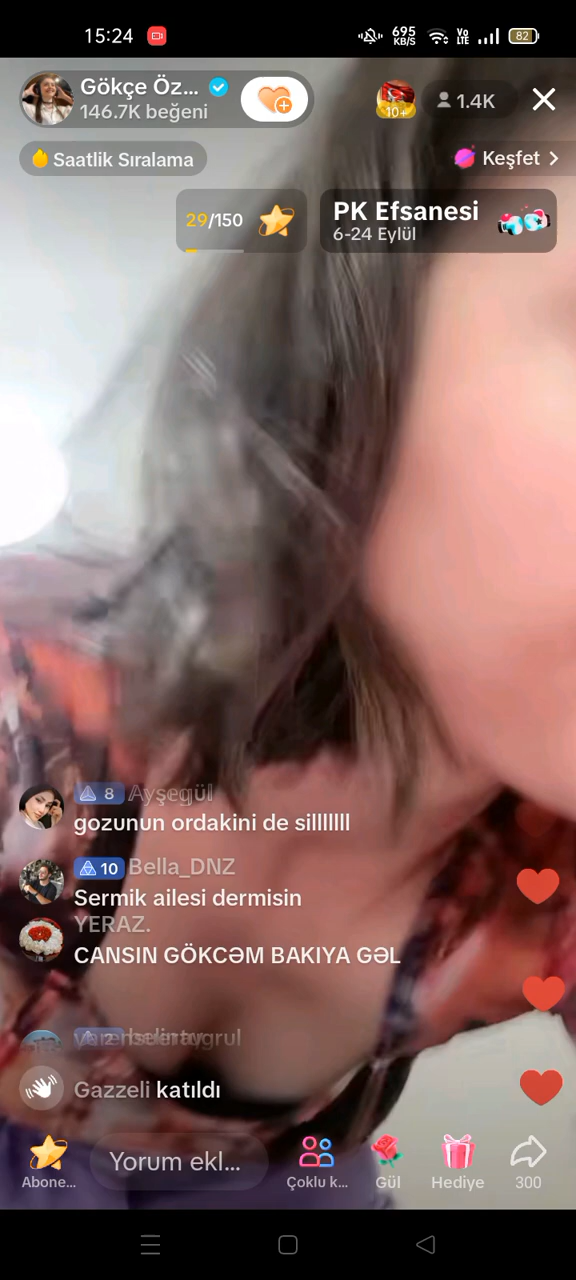 15:24
695
KB/S
Vo
LTE
82
Gökçe Öz...
146.7K beğeni
10+
1.4K
Saatlik Sıralama
Keşfet
29/150
PK Efsanesi
6-24 Eylül
8 Ayşegül
gozunun ordakini de silllllll
10 Bella_DNZ
Sermik ailesi dermisin
YERAZ.
CANSIN GÖKCƏM BAKIYA GƏL
Gazzeli katıldı
Abone...
Yorum ekl...
Çoklu k...
Gül
Hediye
300